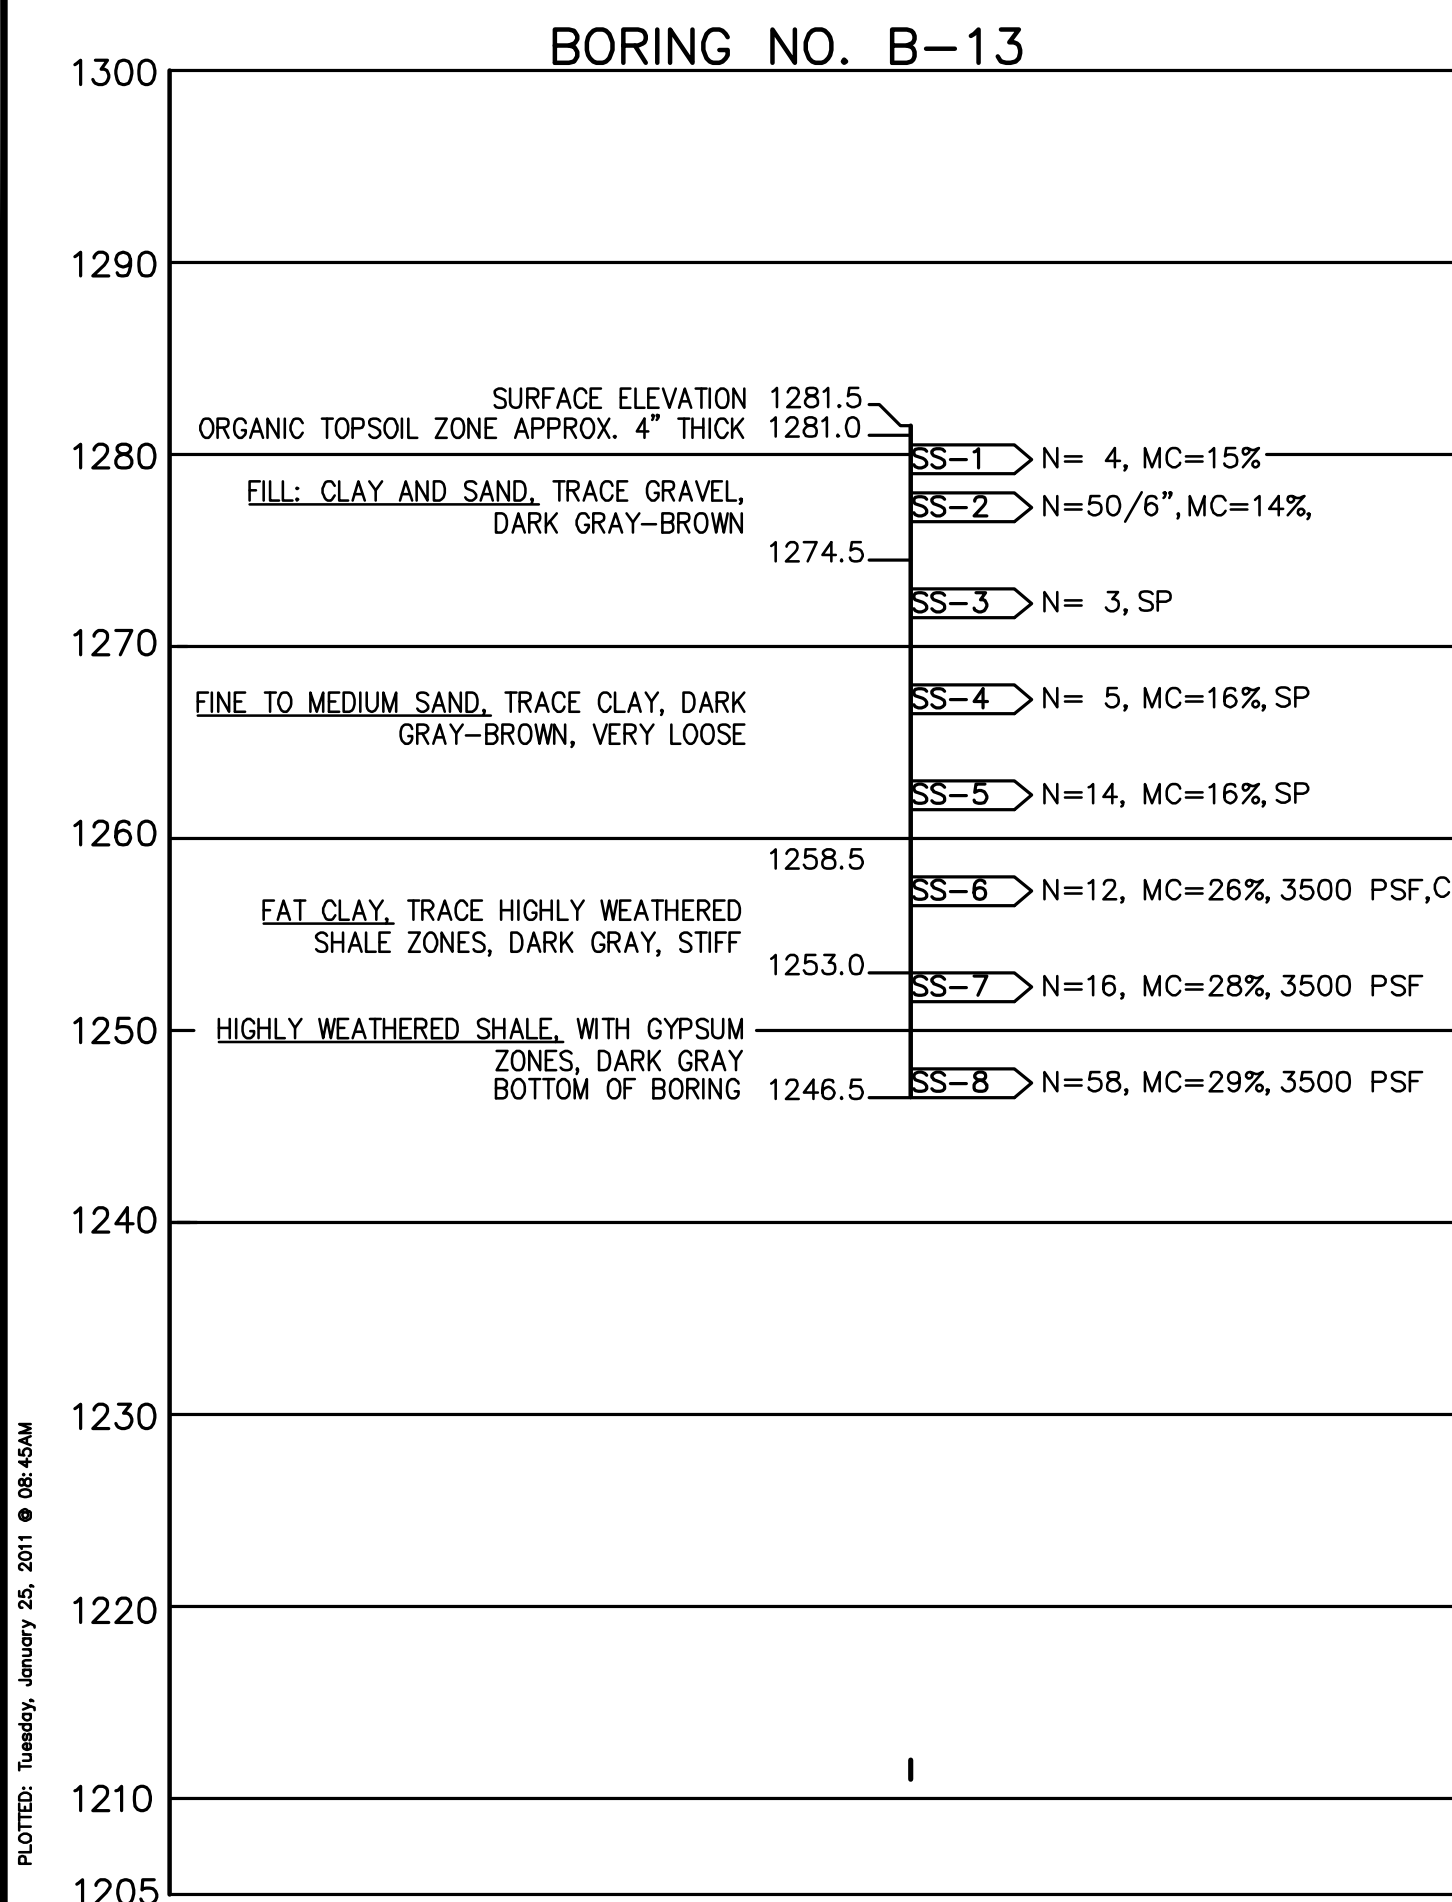 BORING NO. B-13
1300
1290
SURFACE ELEVATION 1281.5
ORGANIC TOPSOIL ZONE APPROX. 4” THICK 1281.0
1280
SS-1 N= 4, MC=15%
FILL: CLAY AND SAND, TRACE GRAVEL,
DARK GRAY-BROWN
SS-2 N=50/6”, MC=14%,
1274.5
SS-3 N= 3, SP
1270
FINE TO MEDIUM SAND, TRACE CLAY, DARK
GRAY-BROWN, VERY LOOSE
SS-4 N= 5, MC=16%, SP
SS-5 N=14, MC=16%, SP
1260
1258.5
SS-6 N=12, MC=26%, 3500 PSF, C
FAT CLAY, TRACE HIGHLY WEATHERED
SHALE ZONES, DARK GRAY, STIFF
1253.0
SS-7 N=16, MC=28%, 3500 PSF
1250
HIGHLY WEATHERED SHALE, WITH GYPSUM
ZONES, DARK GRAY
BOTTOM OF BORING 1246.5
SS-8 N=58, MC=29%, 3500 PSF
1240
1230
1220
1210
1205
PLOTTED: Tuesday, January 25, 2011 @ 08:45AM